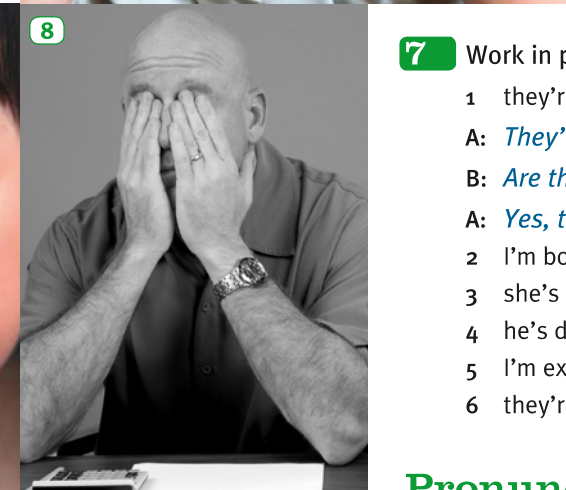 8
7 Work in
1 they'r
A: They'
B: Are th
A: Yes, t
2 I'm bo
3 she's
4 he's d
5 I'm ex
6 they'r
Pronun